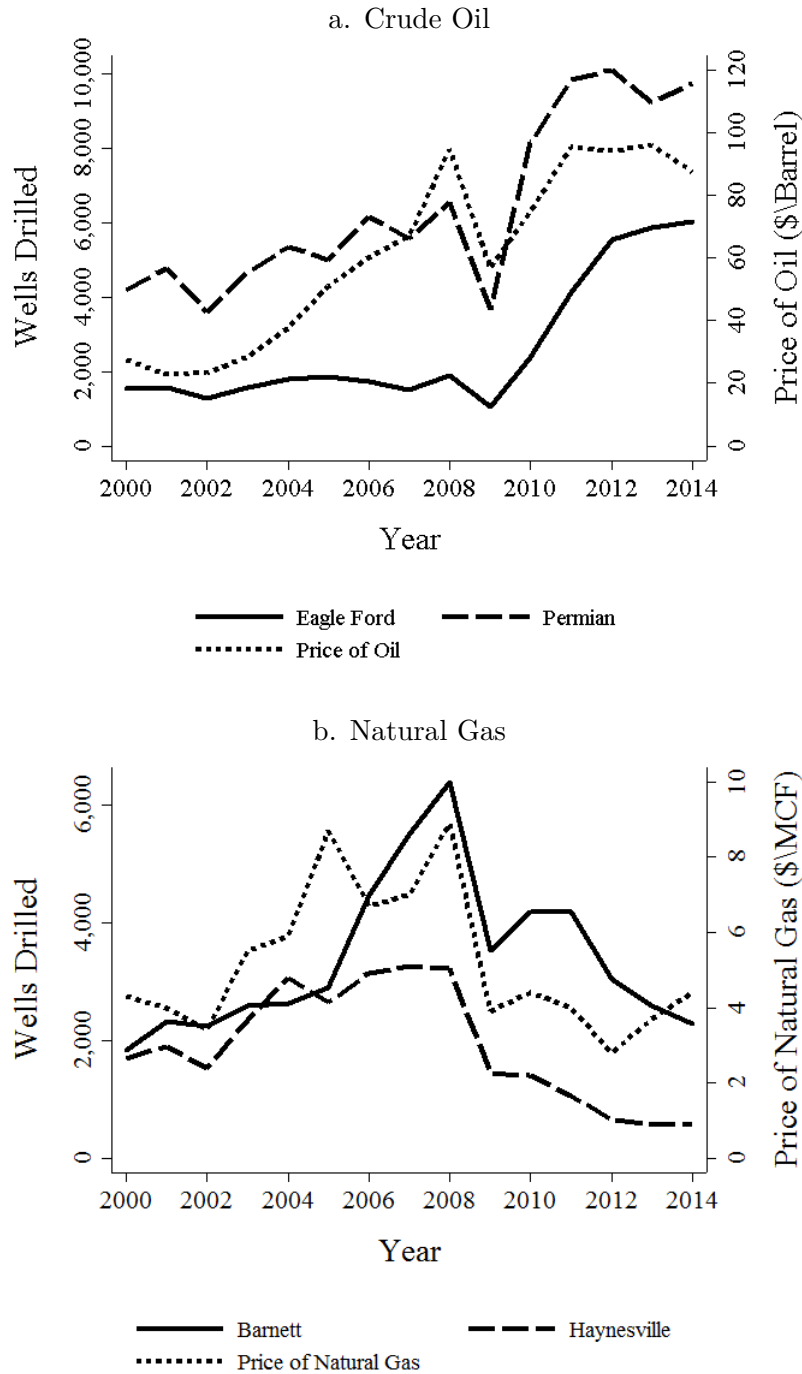 a. Crude Oil
Wells Drilled
10,000
8,000
6,000
4,000
2,000
0
Price of Oil ($\Barrel)
120
100
80
60
40
20
0
2000 2002 2004 2006 2008 2010 2012 2014
Year
Eagle Ford Permian
Price of Oil
b. Natural Gas
Wells Drilled
6,000
4,000
2,000
0
Price of Natural Gas ($\MCF)
10
8
6
4
2
0
2000 2002 2004 2006 2008 2010 2012 2014
Year
Barnett Haynesville
Price of Natural Gas